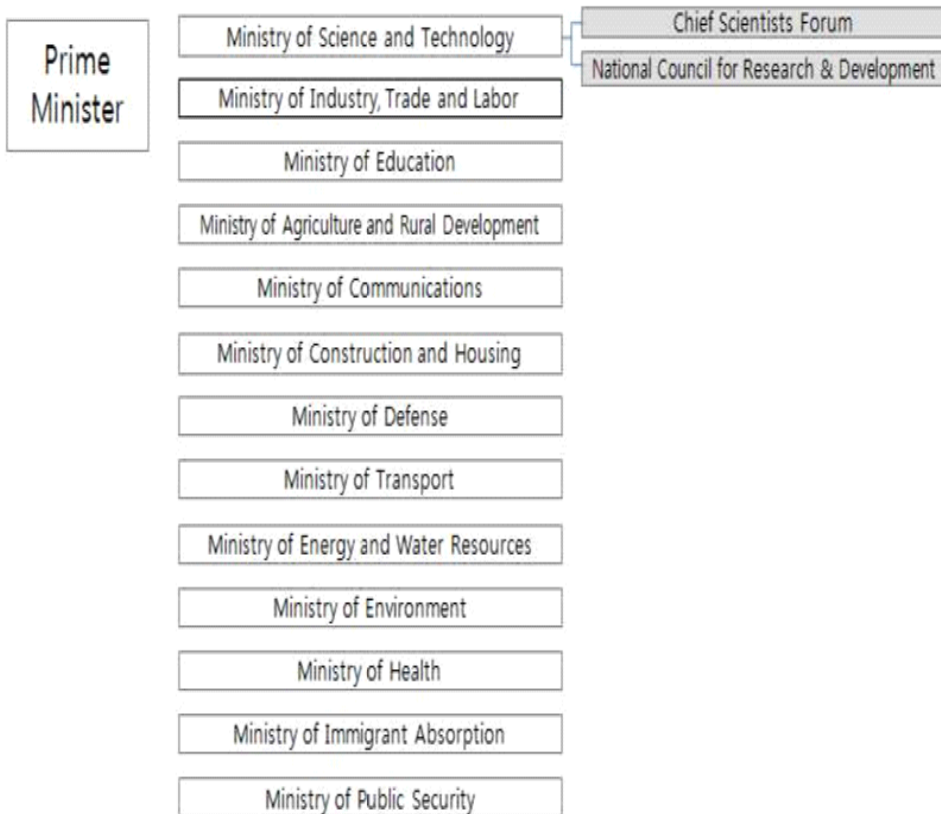 Prime
Minister
Ministry of Science and Technology
Chief Scientists Forum
National Council for Research & Development
Ministry of Industry, Trade and Labor
Ministry of Education
Ministry of Agriculture and Rural Development
Ministry of Communications
Ministry of Construction and Housing
Ministry of Defense
Ministry of Transport
Ministry of Energy and Water Resources
Ministry of Environment
Ministry of Health
Ministry of Immigrant Absorption
Ministry of Public Security